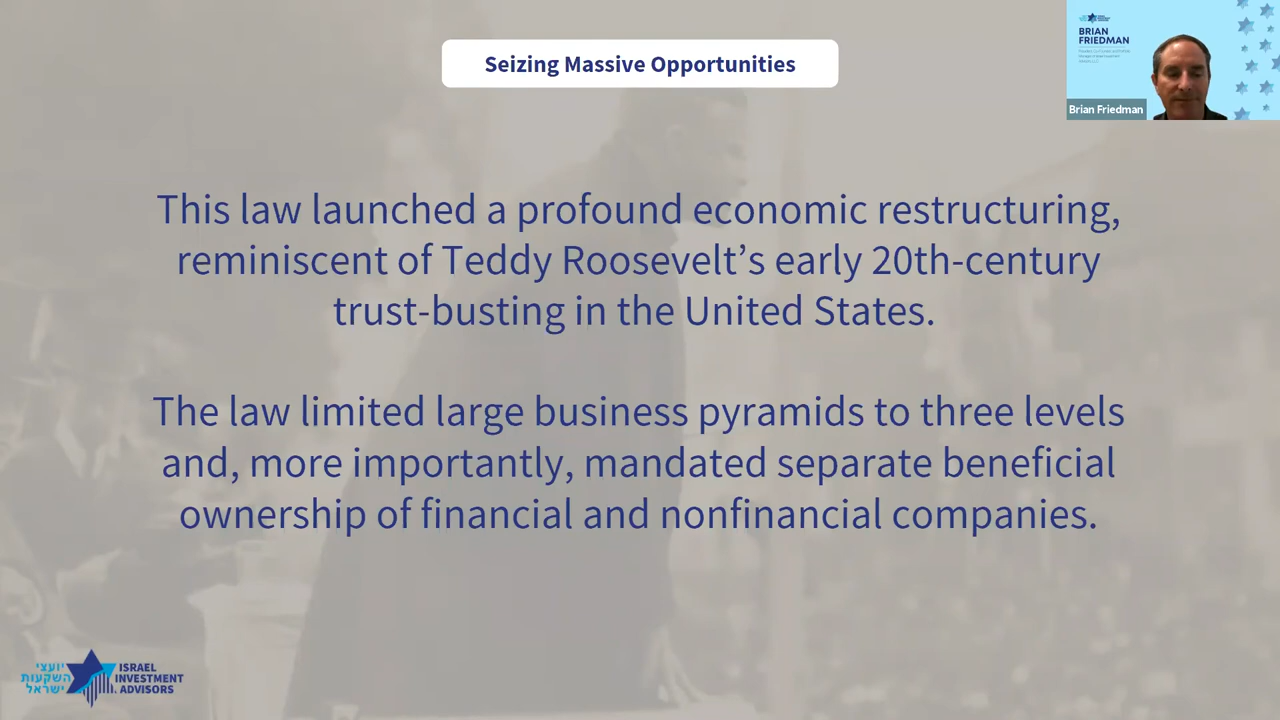 Seizing Massive Opportunities
BRIAN
FRIEDMAN
Brian Friedman
This law launched a profound economic restructuring,
reminiscent of Teddy Roosevelt’s early 20th-century
trust-busting in the United States.
The law limited large business pyramids to three levels
and, more importantly, mandated separate beneficial
ownership of financial and nonfinancial companies.
יועצי
השקעות
ישראל
ISRAEL
INVESTMENT
ADVISORS